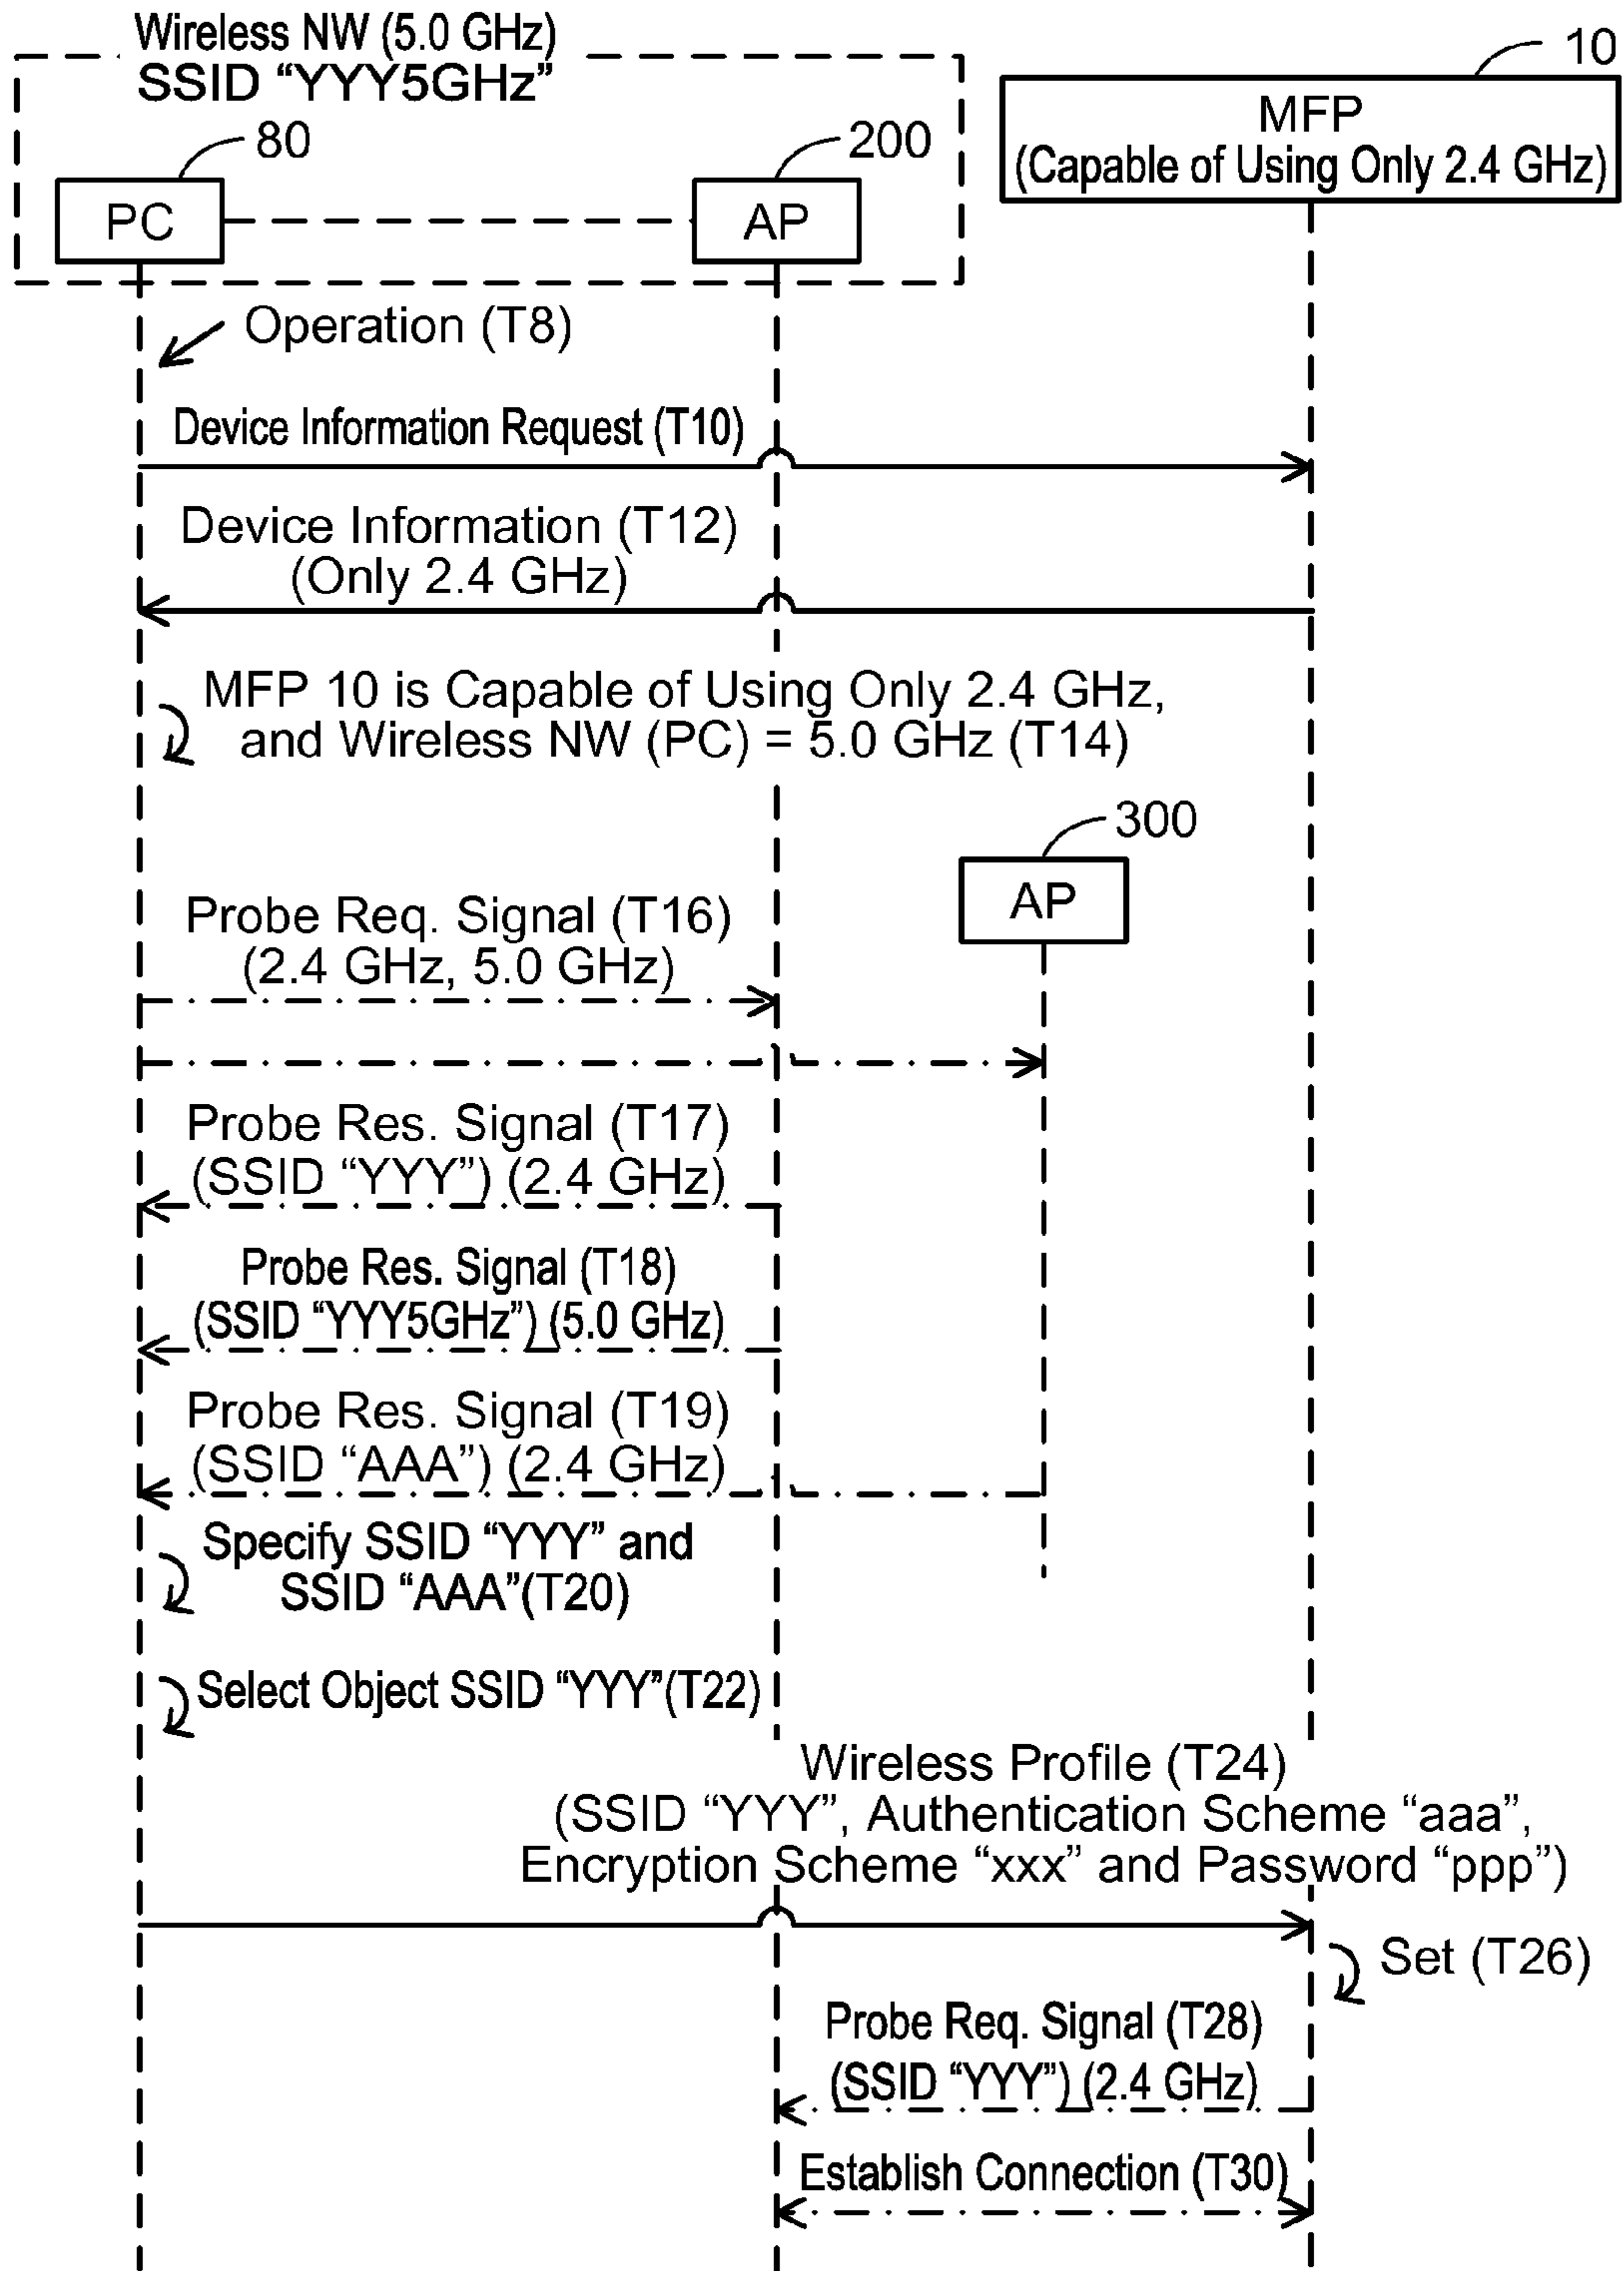 Wireless NW (5.0 GHz)
SSID “YYY5GHz”
10
MFP
(Capable of Using Only 2.4 GHz)
80
200
PC
AP
Operation (T8)
Device Information Request (T10)
Device Information (T12)
(Only 2.4 GHz)
MFP 10 is Capable of Using Only 2.4 GHz,
and Wireless NW (PC) = 5.0 GHz (T14)
300
AP
Probe Req. Signal (T16)
(2.4 GHz, 5.0 GHz)
Probe Res. Signal (T17)
(SSID “YYY”) (2.4 GHz)
Probe Res. Signal (T18)
(SSID “YYY5GHz”) (5.0 GHz)
Probe Res. Signal (T19)
(SSID “AAA”) (2.4 GHz)
Specify SSID “YYY” and
SSID “AAA”(T20)
Select Object SSID “YYY”(T22)
Wireless Profile (T24)
(SSID “YYY”, Authentication Scheme “aaa”,
Encryption Scheme “xxx” and Password “ppp”)
Set (T26)
Probe Req. Signal (T28)
(SSID “YYY”) (2.4 GHz)
Establish Connection (T30)